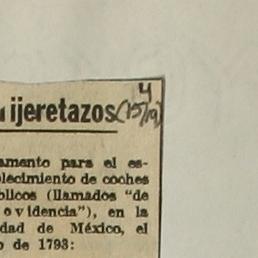 ijeretazos
4
(15/19)
amento para el es-
lecimiento de coches
blicos (llamados "de
ovidencia"), en la
dad de México, el
o de 1793: